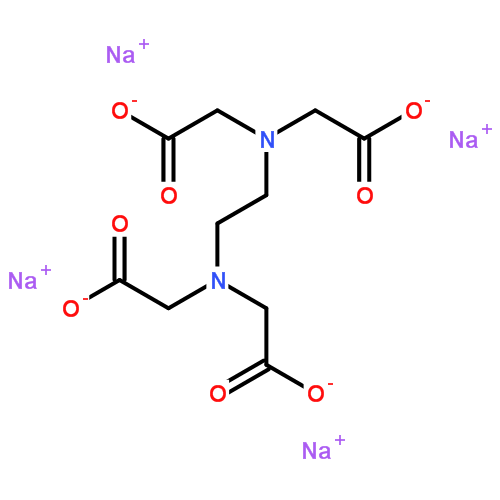 Na+
O- O-
N Na+
O O
O
Na+ N
O-
O O-
Na+